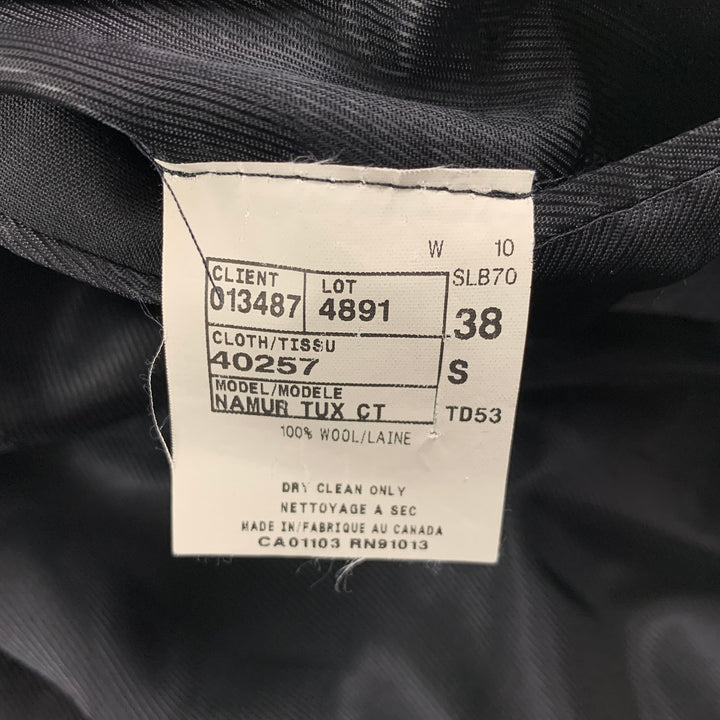 W 10
SLB70
CLIENT LOT
013487 4891
38
CLOTH/TISSU
40257
S
MODEL/MODELE
NAMUR TUX CT
TD53
100% WOOL/LAINE
DRY CLEAN ONLY
NETTOYAGE A SEC
MADE IN/FABRIQUE AU CANADA
CA01103 RN91013